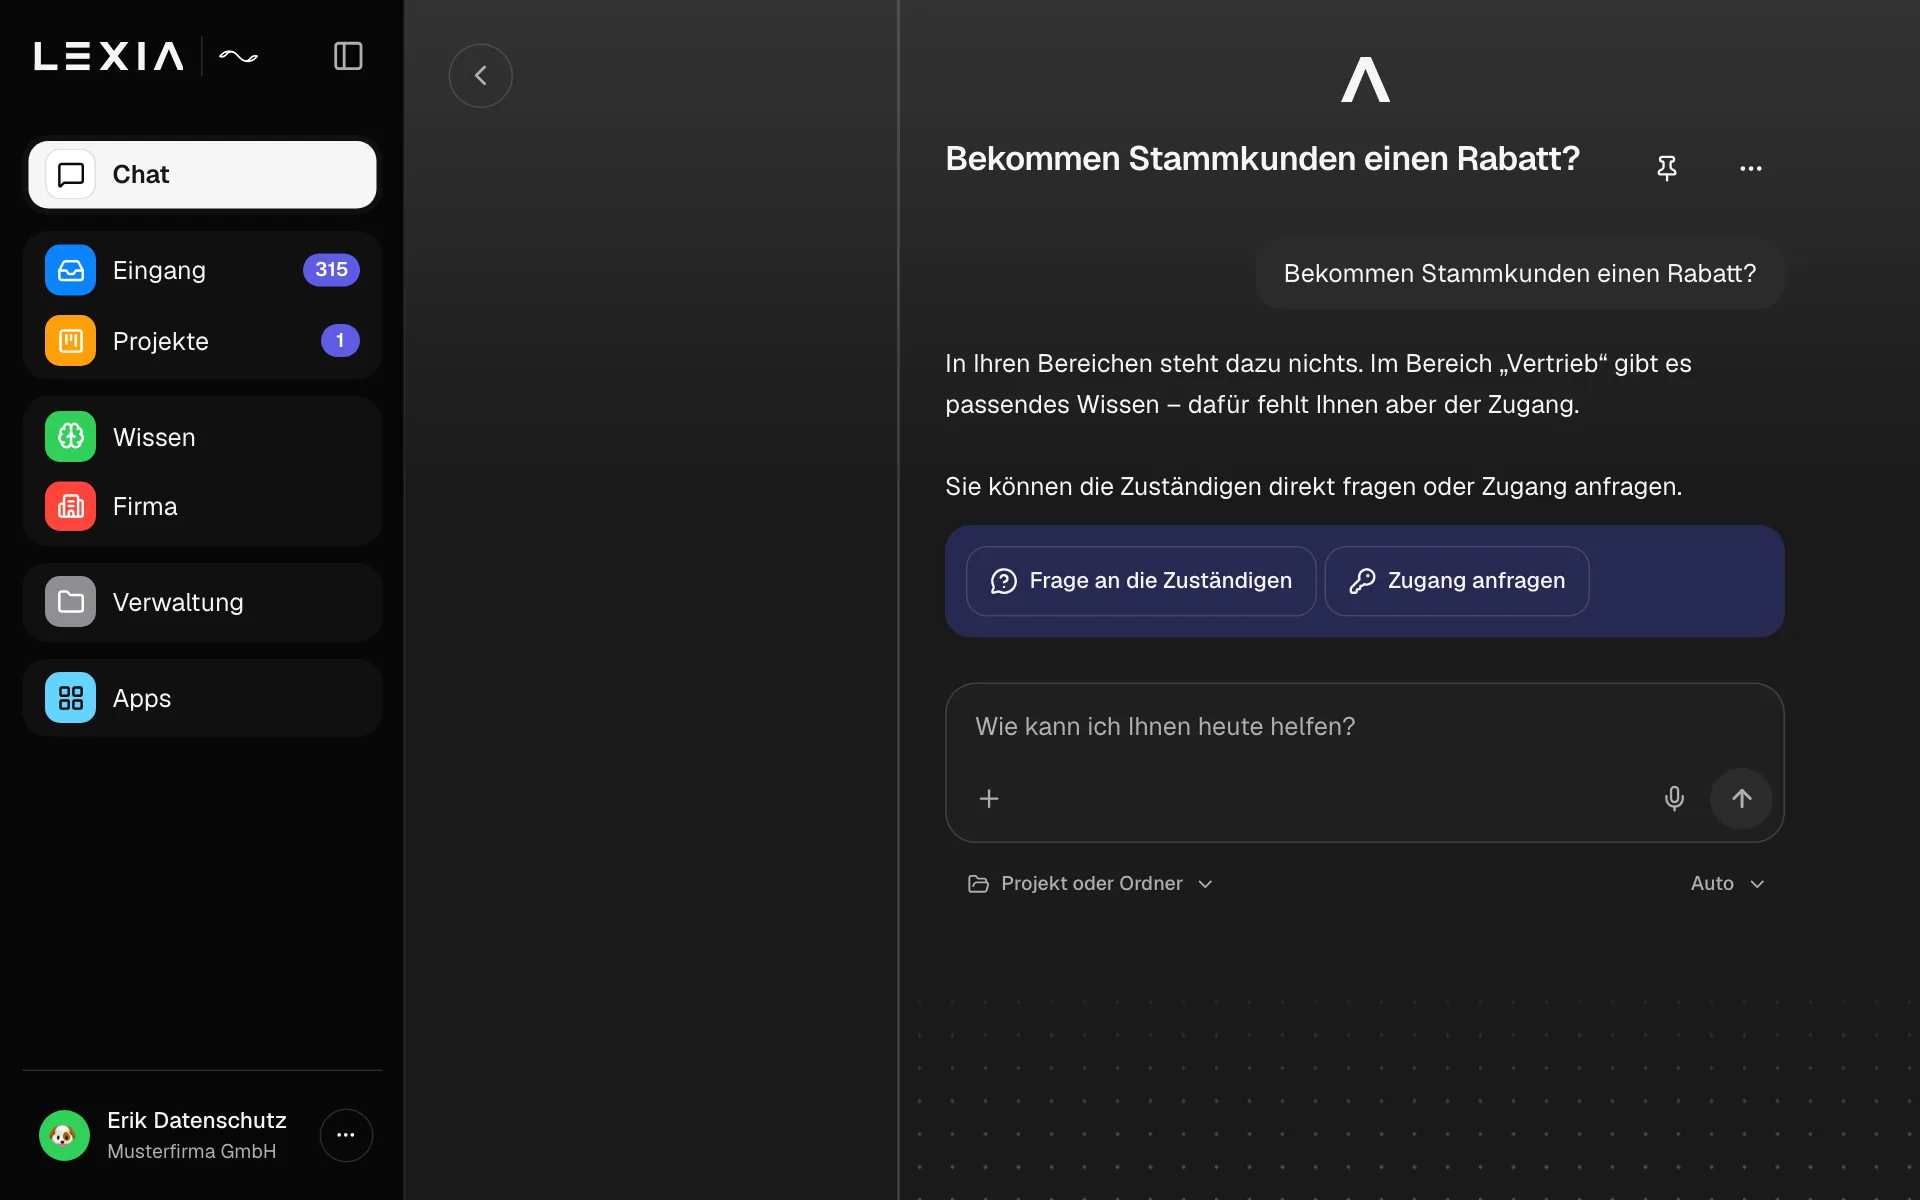 LEXIA
Chat
Eingang 315
Projekte 1
Wissen
Firma
Verwaltung
Apps
Erik Datenschutz
Musterfirma GmbH
Bekommen Stammkunden einen Rabatt?
Bekommen Stammkunden einen Rabatt?
In Ihren Bereichen steht dazu nichts. Im Bereich „Vertrieb“ gibt es
passendes Wissen – dafür fehlt Ihnen aber der Zugang.
Sie können die Zuständigen direkt fragen oder Zugang anfragen.
Frage an die Zuständigen Zugang anfragen
Wie kann ich Ihnen heute helfen?
Projekt oder Ordner Auto